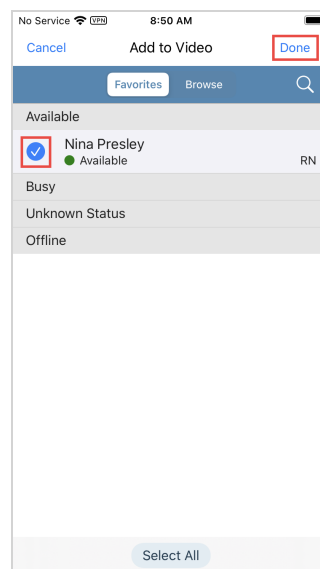 No Service VPN 8:50 AM
Cancel Add to Video Done
Favorites Browse
Available
Nina Presley
Available RN
Busy
Unknown Status
Offline
Select All